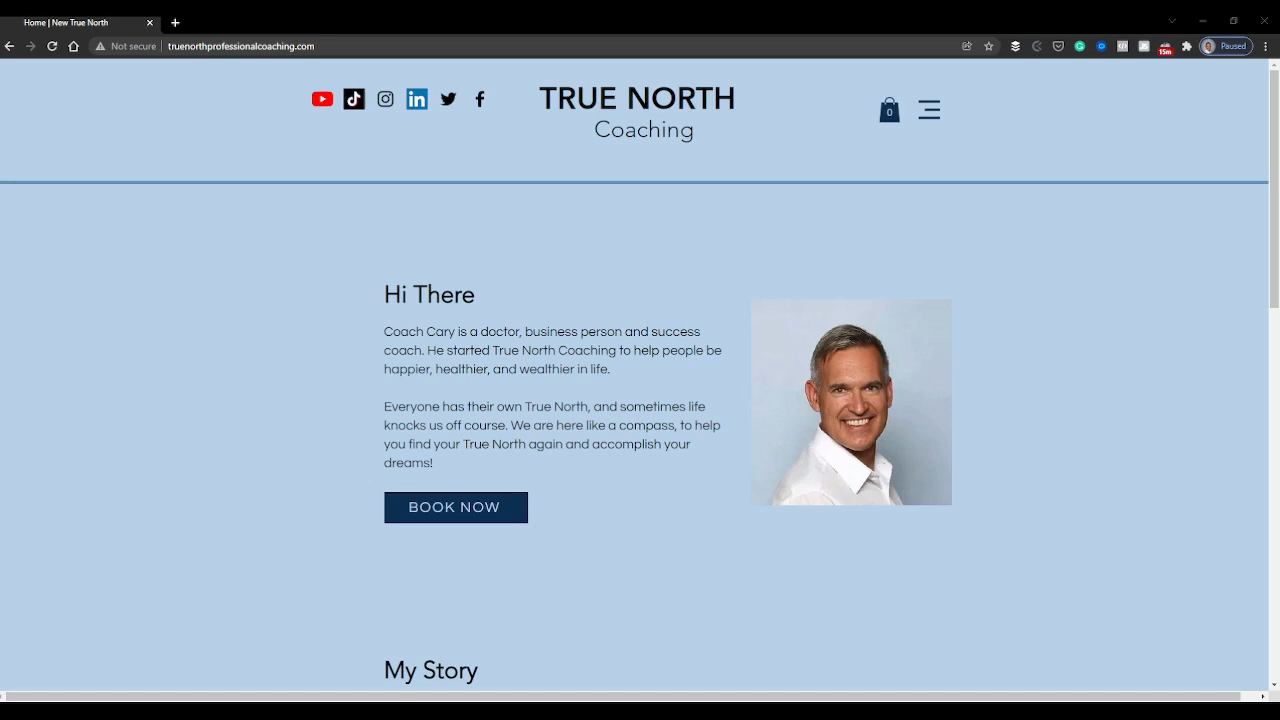 Home | New True North
Not secure
truenorthprofessionalcoaching.com
15m
Paused
TRUE NORTH
Coaching
0
Hi There
Coach Cary is a doctor, business person and success
coach. He started True North Coaching to help people be
happier, healthier, and wealthier in life.
Everyone has their own True North, and sometimes life
knocks us off course. We are here like a compass, to help
you find your True North again and accomplish your
dreams!
BOOK NOW
My Story